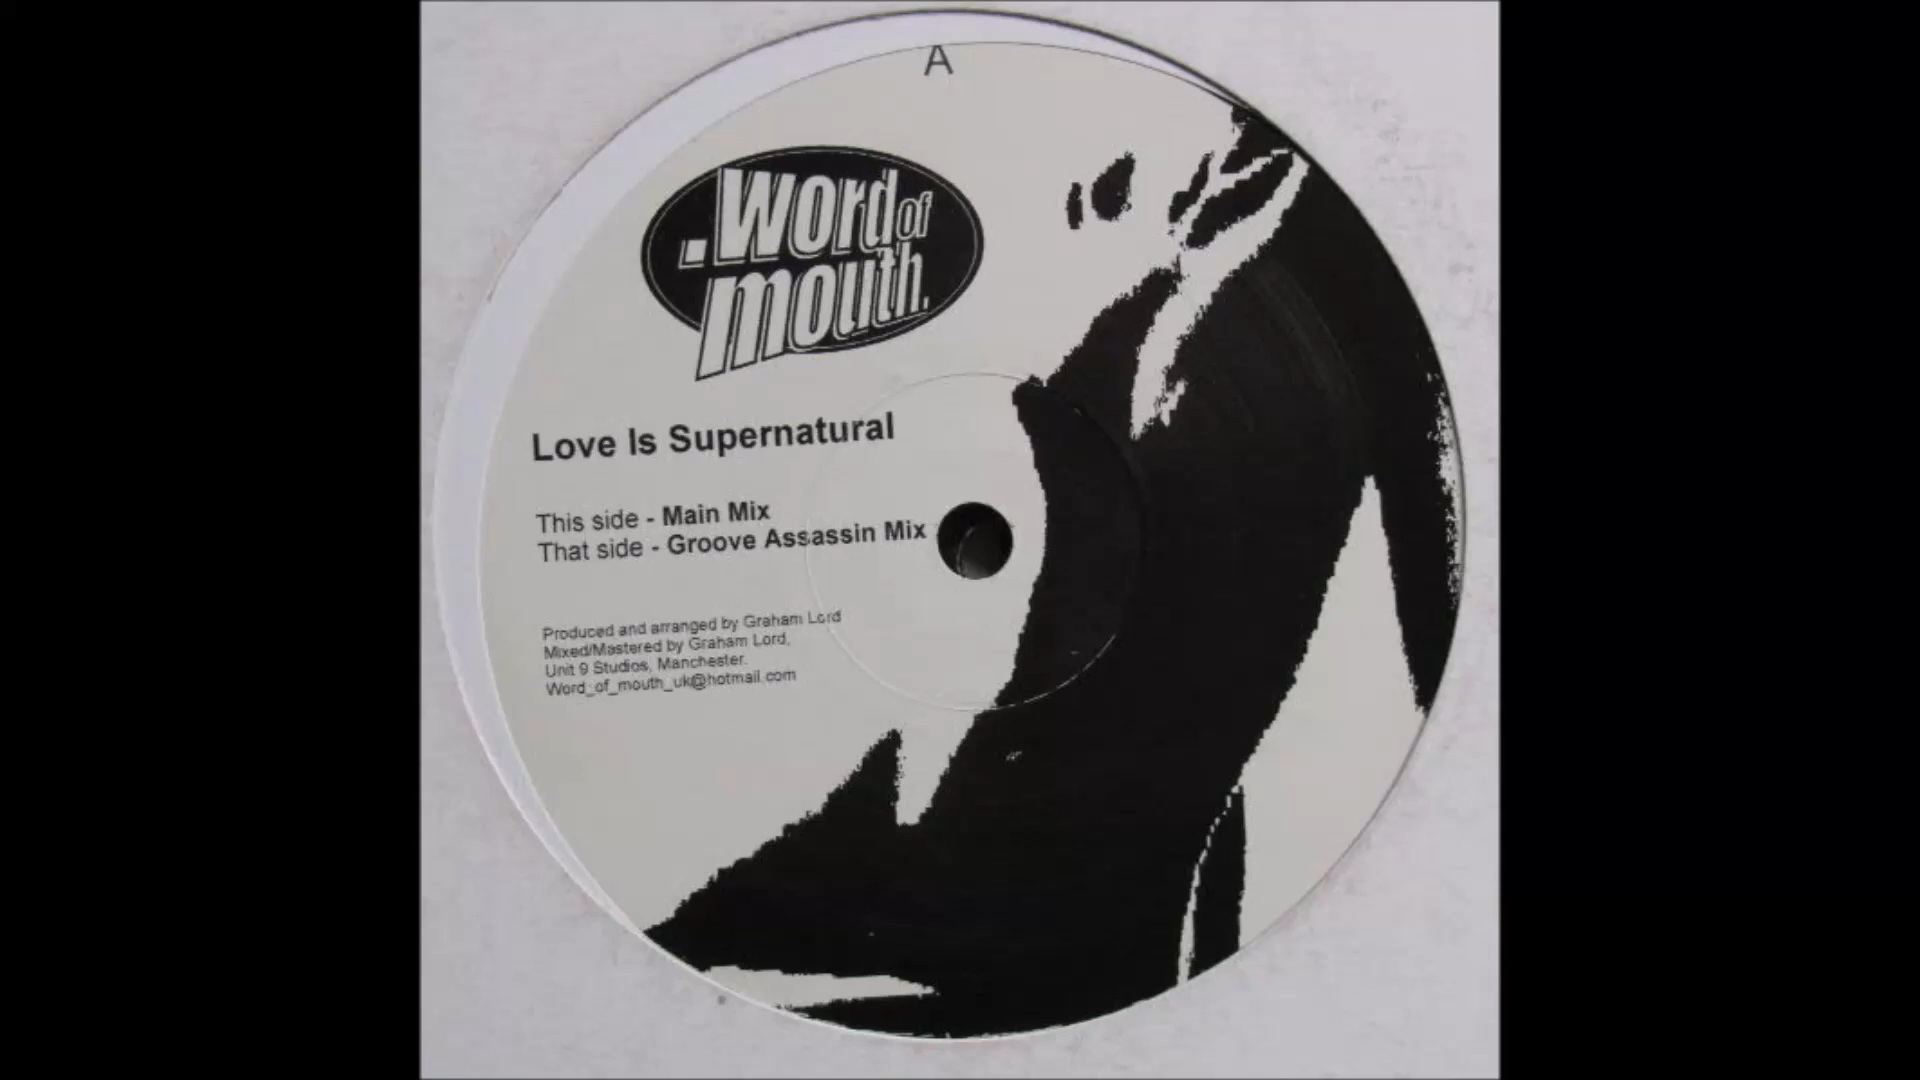 A
.Word of
mouth.
Love Is Supernatural
This side - Main Mix
That side - Groove Assassin Mix
Produced and arranged by Graham Lord
Mixed/Mastered by Graham Lord,
Unit 9 Studios, Manchester.
Word_of_mouth_uk@hotmail.com